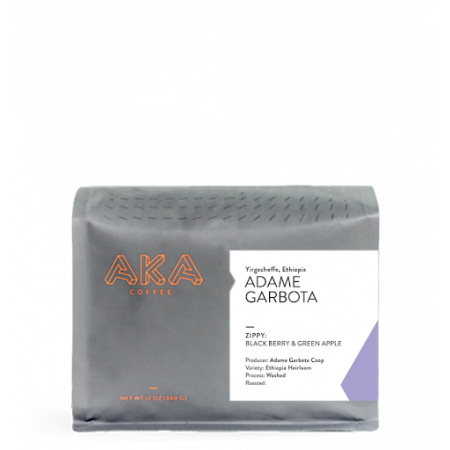 AKA
COFFEE
NET WT. 12 OZ (340 G)
Yirgacheffe, Ethiopia
ADAME
GARBOTA
ZIPPY:
BLACK BERRY & GREEN APPLE
Producer: Adame Garbota Coop
Variety: Ethiopia Heirloom
Process: Washed
Roasted: